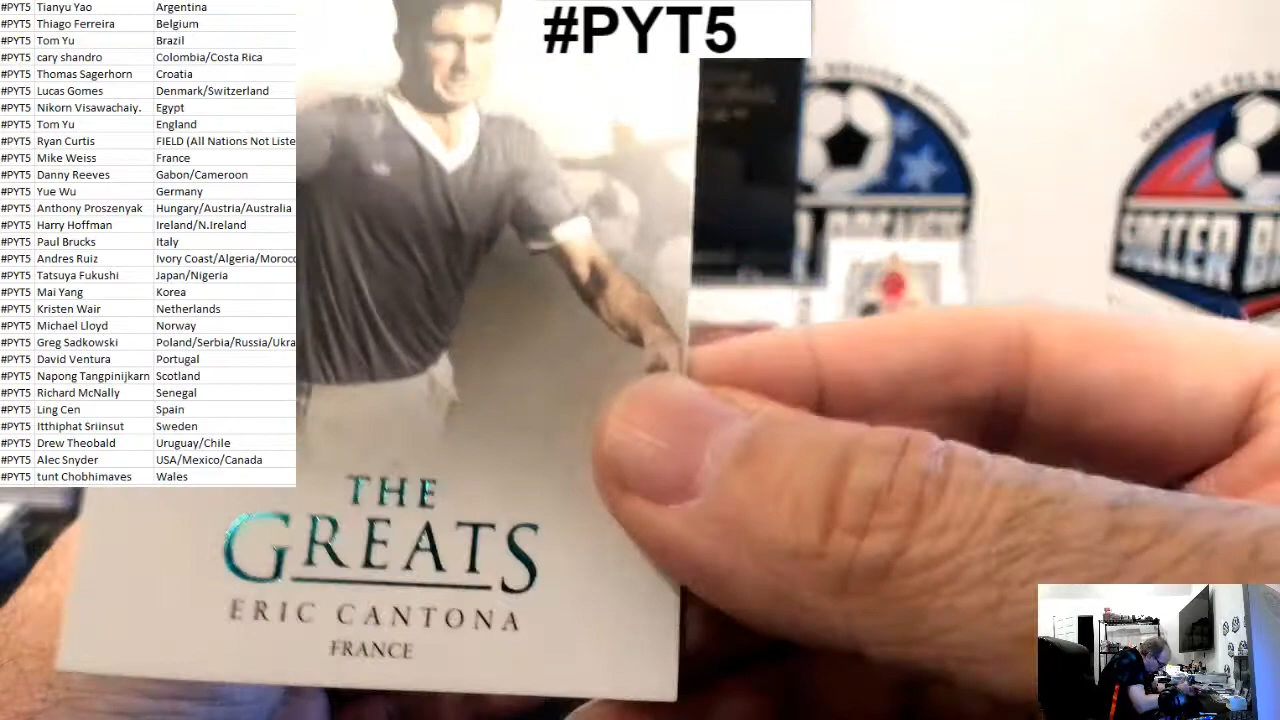 #PYT5 Tianyu Yao Argentina
#PYT5 Thiago Ferreira Belgium
#PYT5 Tom Yu Brazil
#PYT5 cary shandro Colombia/Costa Rica
#PYT5 Thomas Sagerhorn Croatia
#PYT5 Lucas Gomes Denmark/Switzerland
#PYT5 Nikorn Visawachaiy. Egypt
#PYT5 Tom Yu England
#PYT5 Ryan Curtis FIELD (All Nations Not Liste
#PYT5 Mike Weiss France
#PYT5 Danny Reeves Gabon/Cameroon
#PYT5 Yue Wu Germany
#PYT5 Anthony Proszenyak Hungary/Austria/Australia
#PYT5 Harry Hoffman Ireland/N.Ireland
#PYT5 Paul Brucks Italy
#PYT5 Andres Ruiz Ivory Coast/Algeria/Moroco
#PYT5 Tatsuya Fukushi Japan/Nigeria
#PYT5 Mai Yang Korea
#PYT5 Kristen Wair Netherlands
#PYT5 Michael Lloyd Norway
#PYT5 Greg Sadkowski Poland/Serbia/Russia/Ukra
#PYT5 David Ventura Portugal
#PYT5 Napong Tangpinijkarn Scotland
#PYT5 Richard McNally Senegal
#PYT5 Ling Cen Spain
#PYT5 Itthiphat Sriinsut Sweden
#PYT5 Drew Theobald Uruguay/Chile
#PYT5 Alec Snyder USA/Mexico/Canada
#PYT5 tunt Chobhimaves Wales
#PYT5
SOCCER
THE
GREATS
ERIC CANTONA
FRANCE